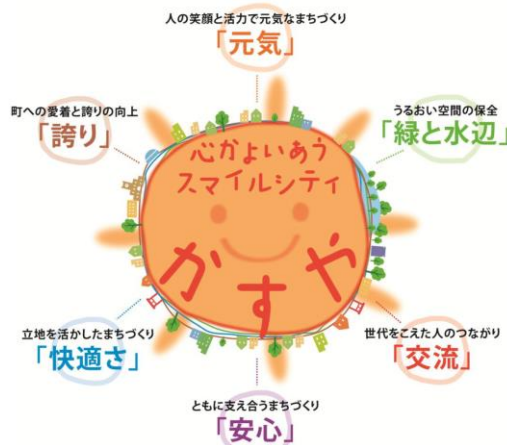 人の笑顔と活力で元気なまちづくり
「元気」
町への愛着と誇りの向上
「誇り」
うるおい空間の保全
「緑と水辺」
心かよいあう
スマイルシティ
かすや
立地を活かしたまちづくり
「快適さ」
世代をこえた人のつながり
「交流」
ともに支え合うまちづくり
「安心」